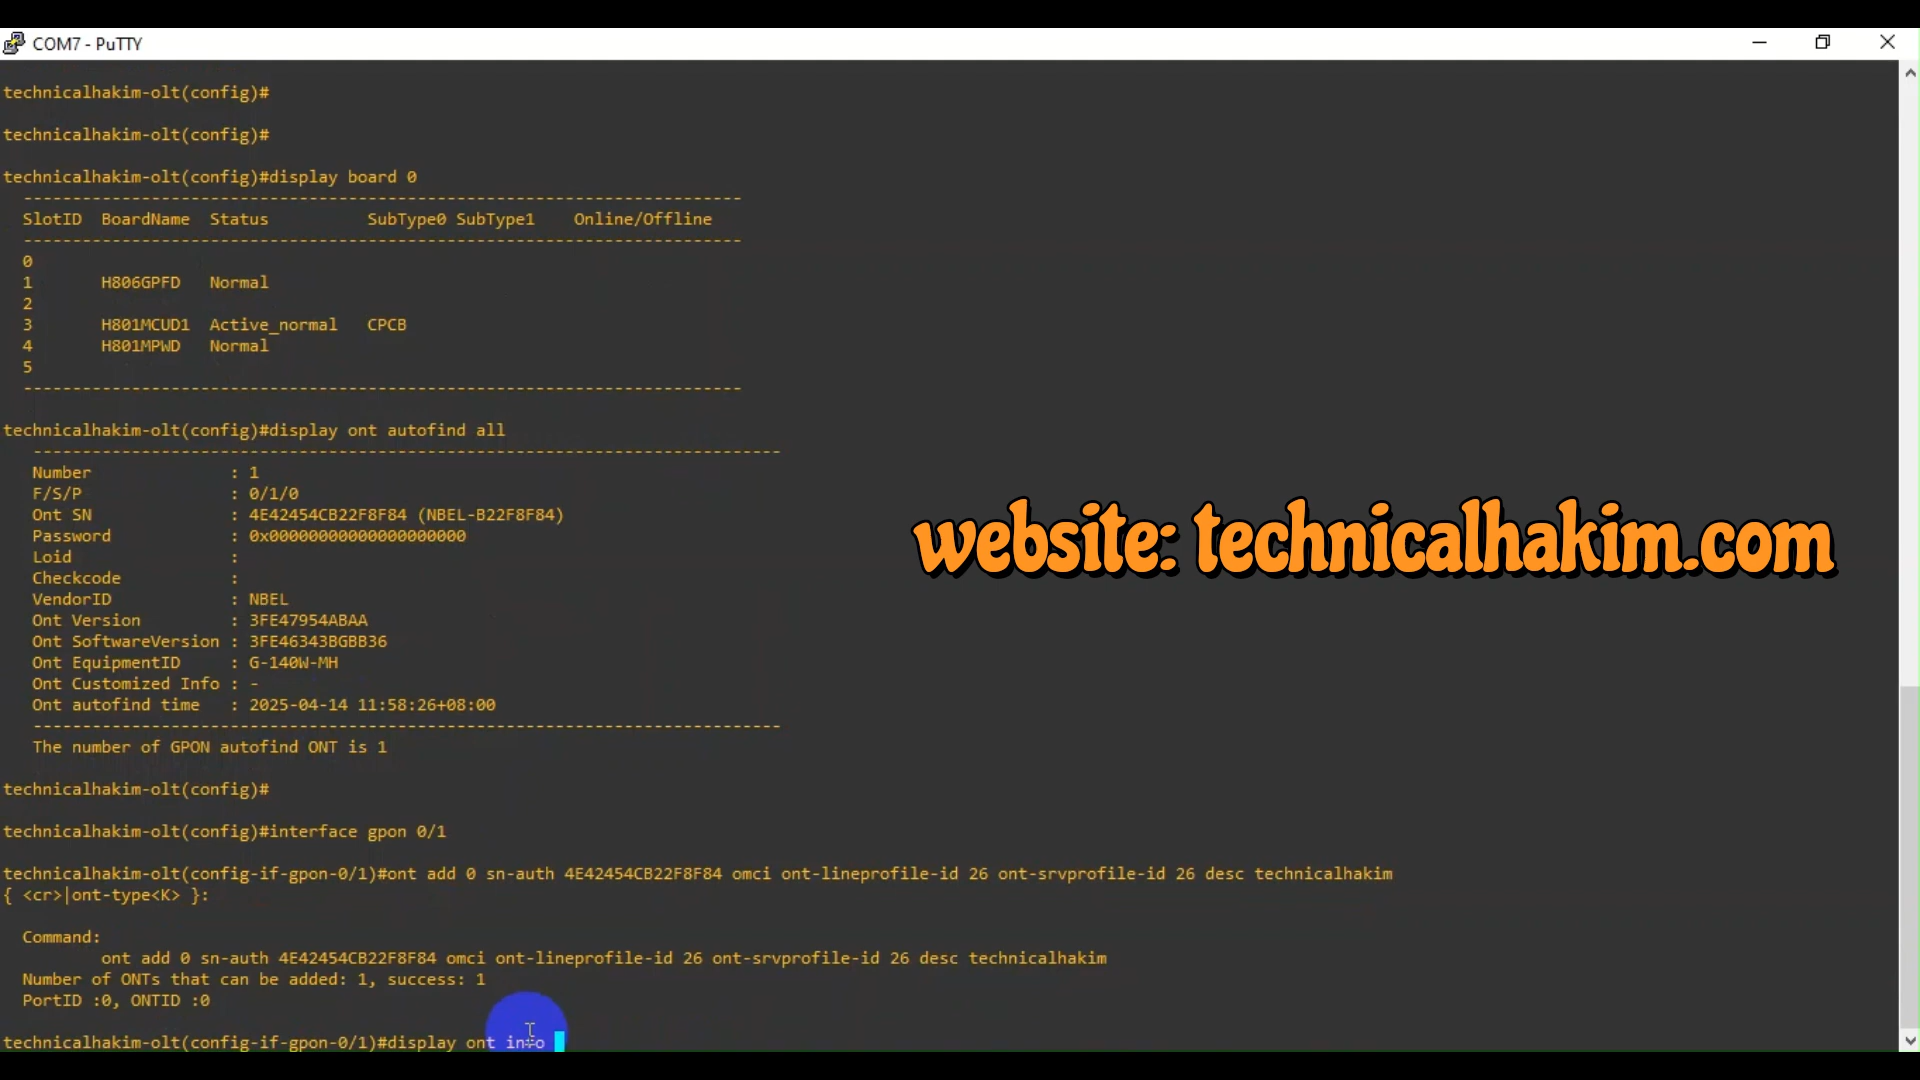 COM7 - PuTTY
technicalhakim-olt(config)#
technicalhakim-olt(config)#
technicalhakim-olt(config)#display board 0
-------------------------------------------------------------------------
SlotID BoardName Status SubType0 SubType1 Online/Offline
-------------------------------------------------------------------------
0
1 H806GPFD Normal
2
3 H801MCUD1 Active_normal CPCB
4 H801MPWD Normal
5
-------------------------------------------------------------------------
technicalhakim-olt(config)#display ont autofind all
----------------------------------------------------------------------------
Number : 1
F/S/P : 0/1/0
Ont SN : 4E42454CB22F8F84 (NBEL-B22F8F84)
Password : 0x00000000000000000000
Loid :
Checkcode :
VendorID : NBEL
Ont Version : 3FE47954ABAA
Ont SoftwareVersion : 3FE46343BGBB36
Ont EquipmentID : G-140W-MH
Ont Customized Info : -
Ont autofind time : 2025-04-14 11:58:26+08:00
----------------------------------------------------------------------------
The number of GPON autofind ONT is 1
technicalhakim-olt(config)#
technicalhakim-olt(config)#interface gpon 0/1
technicalhakim-olt(config-if-gpon-0/1)#ont add 0 sn-auth 4E42454CB22F8F84 omci ont-lineprofile-id 26 ont-srvprofile-id 26 desc technicalhakim
{ <cr>|ont-type<K> }:
Command:
ont add 0 sn-auth 4E42454CB22F8F84 omci ont-lineprofile-id 26 ont-srvprofile-id 26 desc technicalhakim
Number of ONTs that can be added: 1, success: 1
PortID :0, ONTID :0
technicalhakim-olt(config-if-gpon-0/1)#display ont info
website: technicalhakim.com